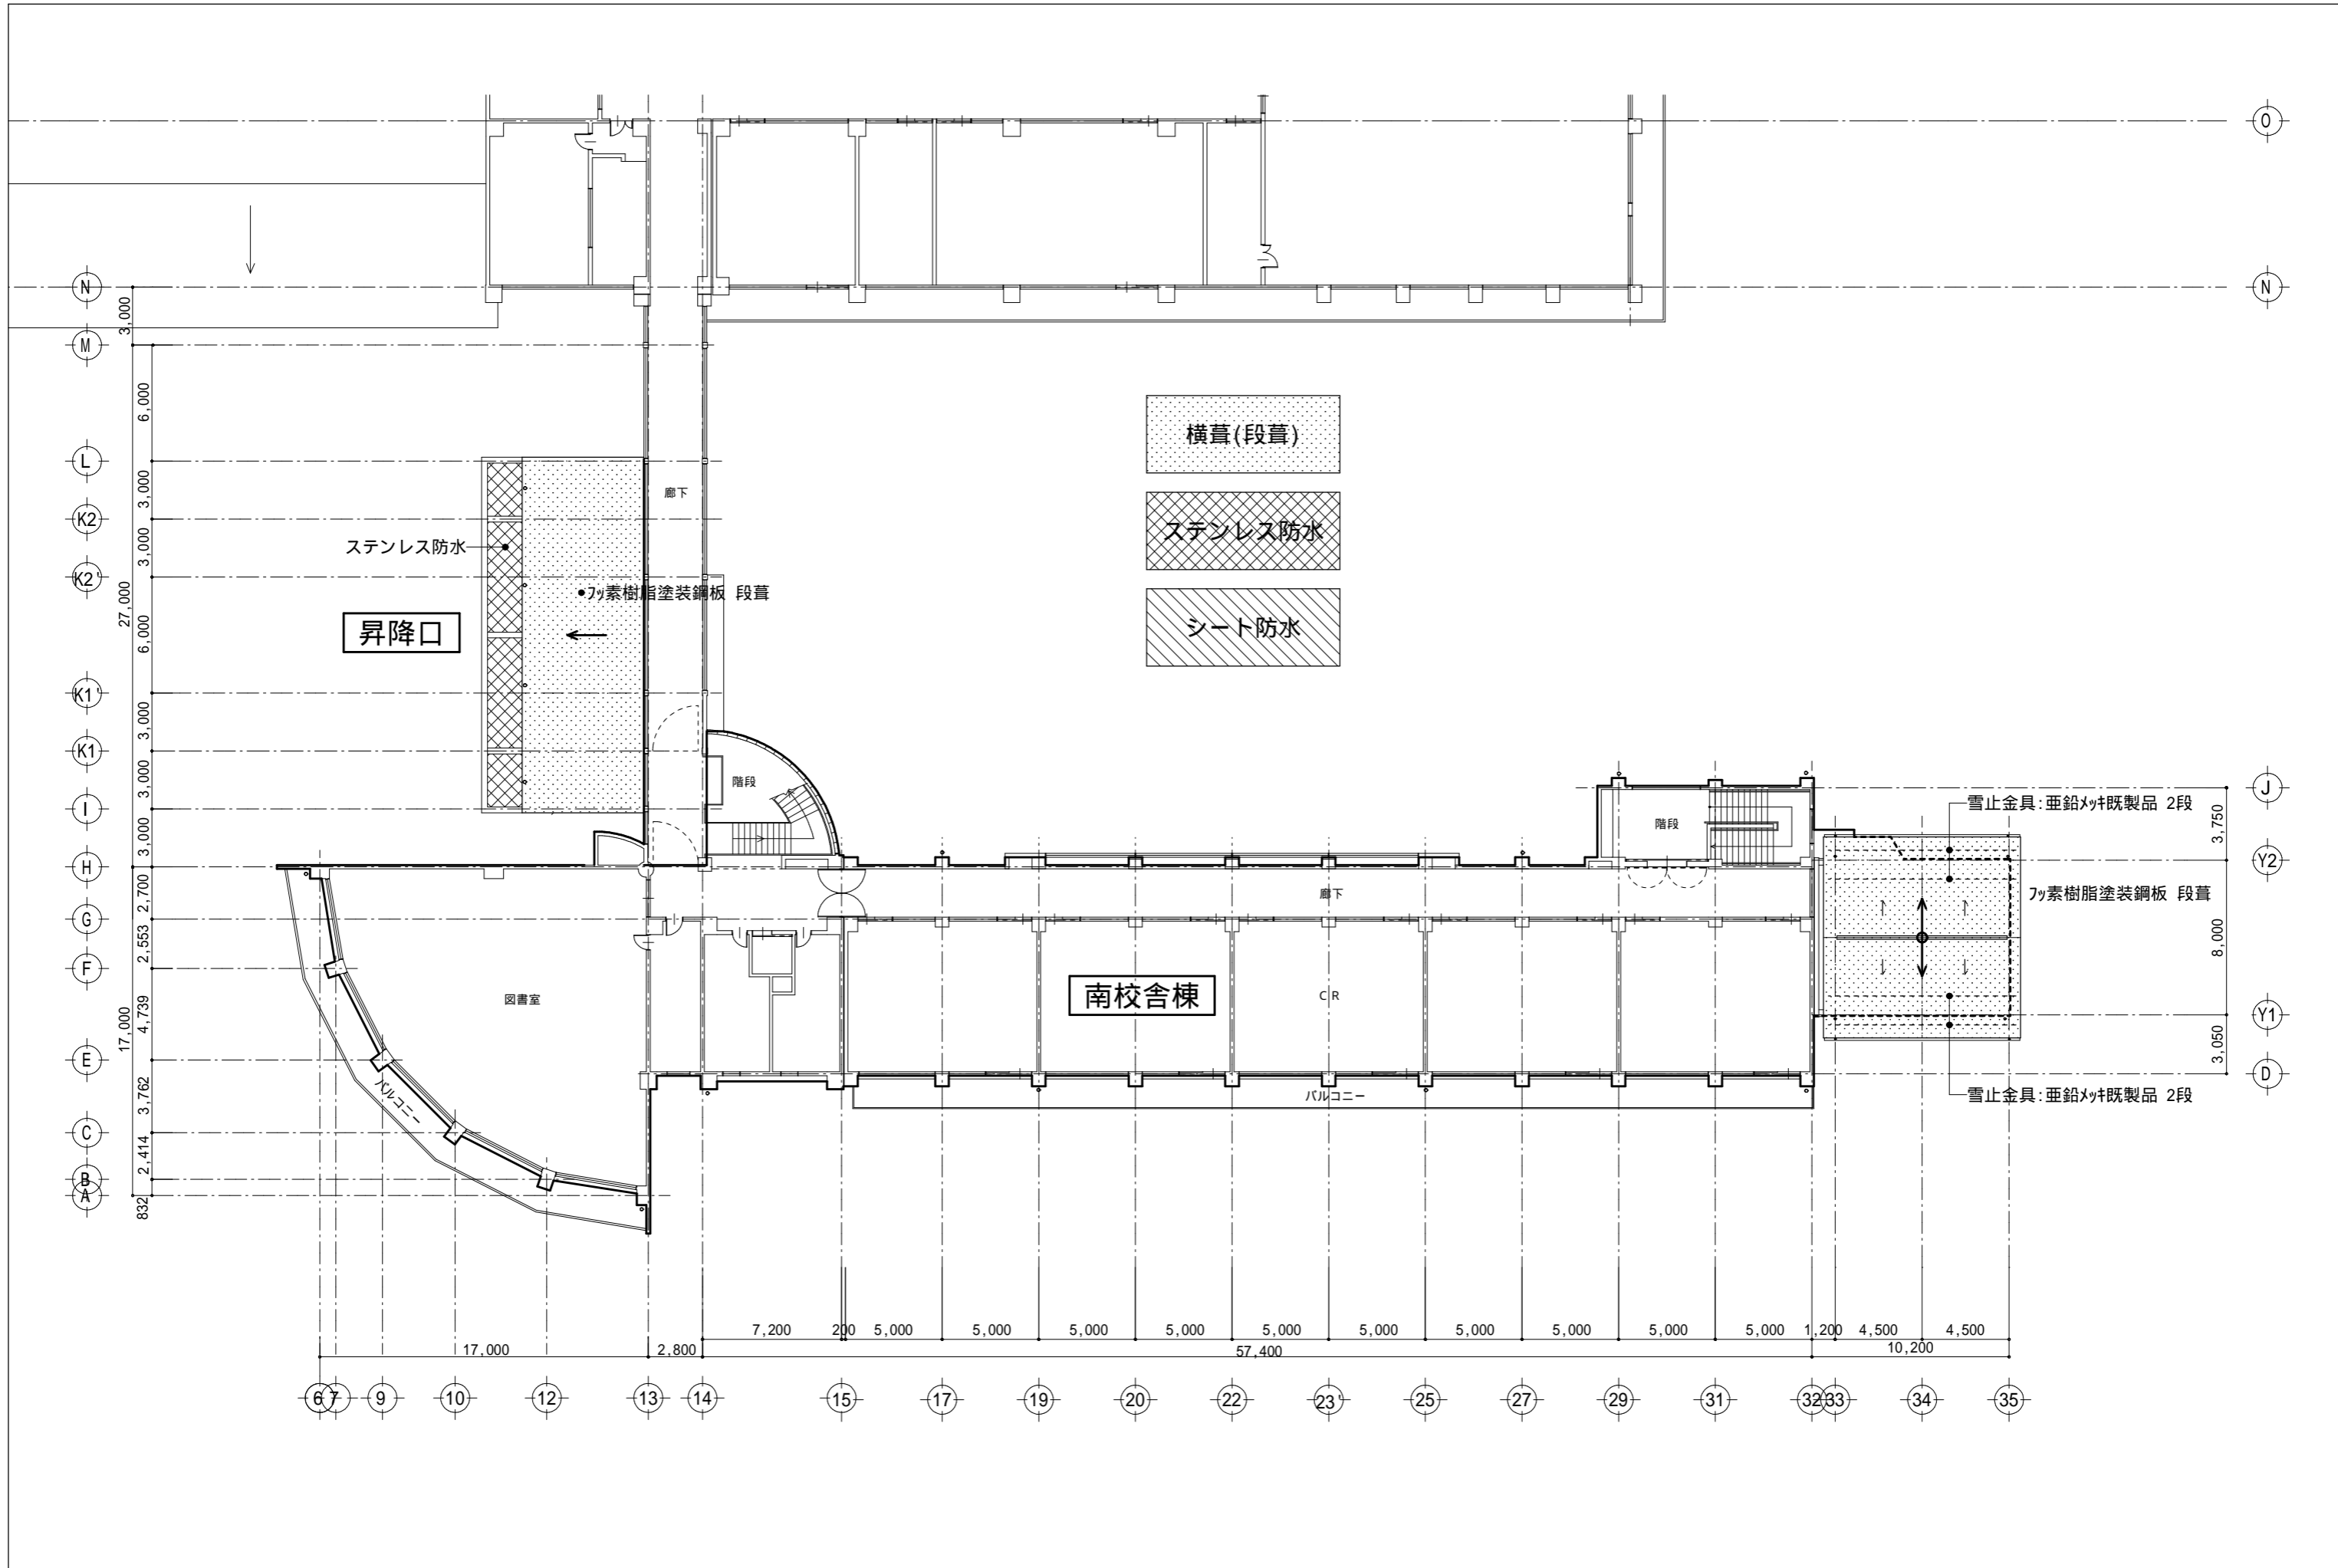 O
N
N
3,000
M
6,000
横葺(段葺)
L
3,000
廊下
K2
ステンレス防水
ステンレス防水
3,000
K2'
27,000
ﾌｯ素樹脂塗装鋼板 段葺
昇降口
シート防水
6,000
K1'
3,000
K1
3,000
階段
J
雪止金具:亜鉛ﾒｯｷ既製品 2段
I
階段
3,750
3,000
H
Y2
2,700
廊下
ﾌｯ素樹脂塗装鋼板 段葺
G
2,553
8,000
F
図書室
南校舎棟
CR
17,000
4,739
Y1
E
3,050
D
3,762
バルコニー
バルコニー
雪止金具:亜鉛ﾒｯｷ既製品 2段
C
2,414
B
A
832
7,200 200 5,000 5,000 5,000 5,000 5,000 5,000 5,000 5,000 5,000 5,000 1,200 4,500 4,500
17,000 2,800 57,400 10,200
6 7 9 10 12 13 14 15 17 19 20 22 23' 25 27 29 31 32 33 34 35